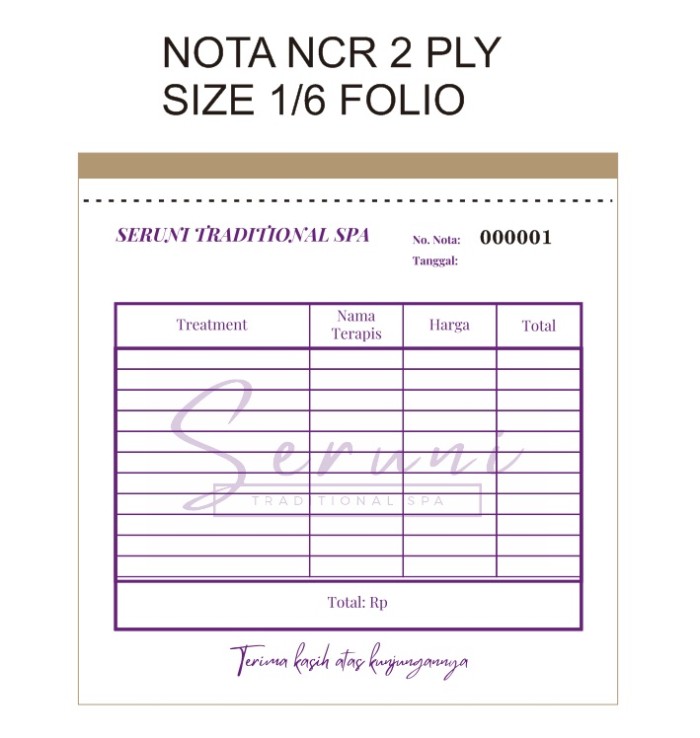 NOTA NCR 2 PLY
SIZE 1/6 FOLIO
SERUNI TRADITIONAL SPA
No. Nota: 000001
Tanggal:
Treatment Nama Terapis Harga Total
Seruni
TRADITIONAL SPA
Total: Rp
Terima kasih atas kunjungannya